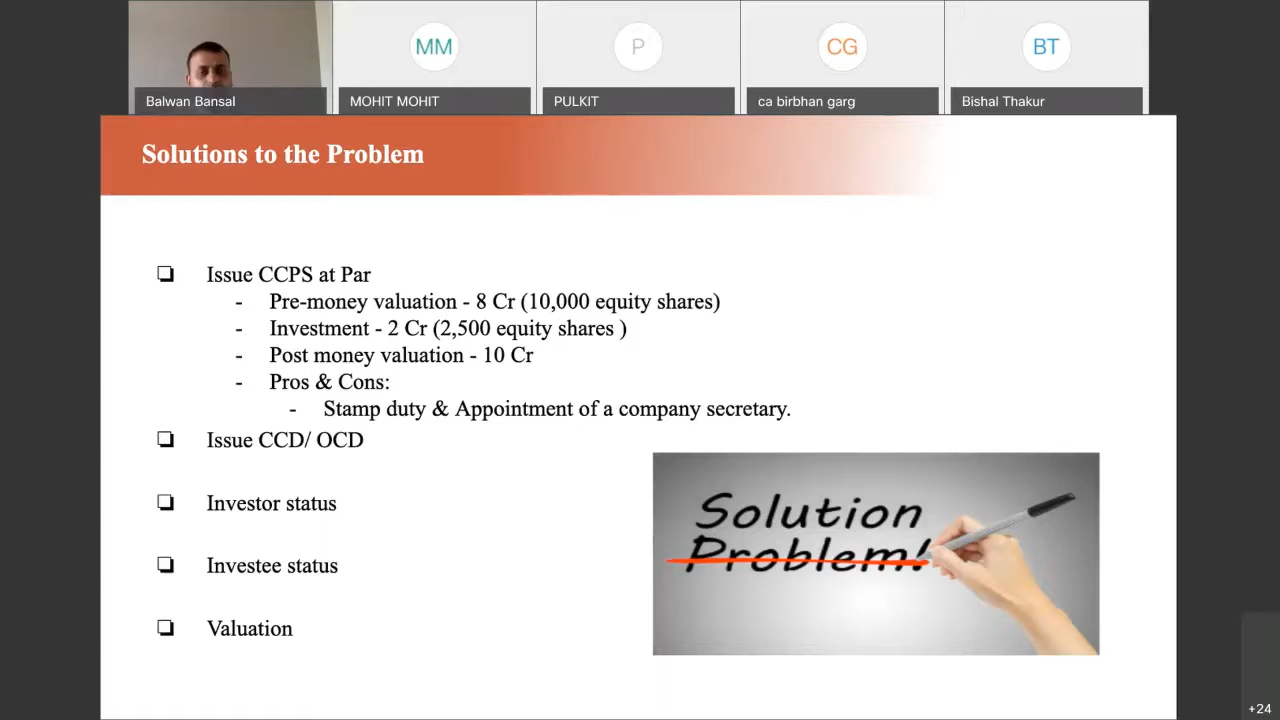 MM
P
CG
BT
Balwan Bansal
MOHIT MOHIT
PULKIT
ca birbhan garg
Bishal Thakur
Solutions to the Problem
❑ Issue CCPS at Par
- Pre-money valuation - 8 Cr (10,000 equity shares)
- Investment - 2 Cr (2,500 equity shares )
- Post money valuation - 10 Cr
- Pros & Cons:
- Stamp duty & Appointment of a company secretary.
❑ Issue CCD/ OCD
❑ Investor status
❑ Investee status
❑ Valuation
Solution
Problem!
+24